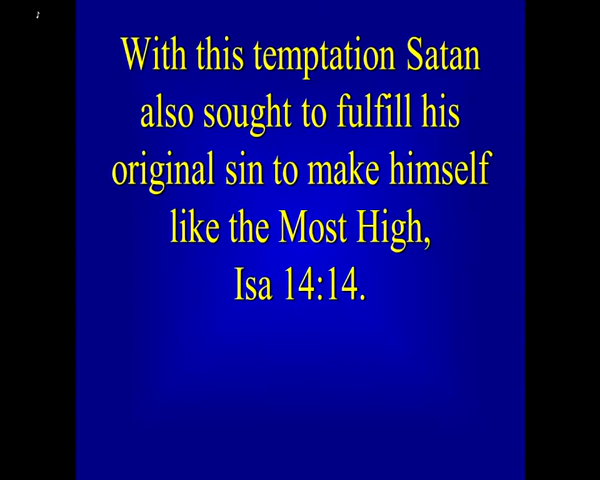 With this temptation Satan
also sought to fulfill his
original sin to make himself
like the Most High,
Isa 14:14.